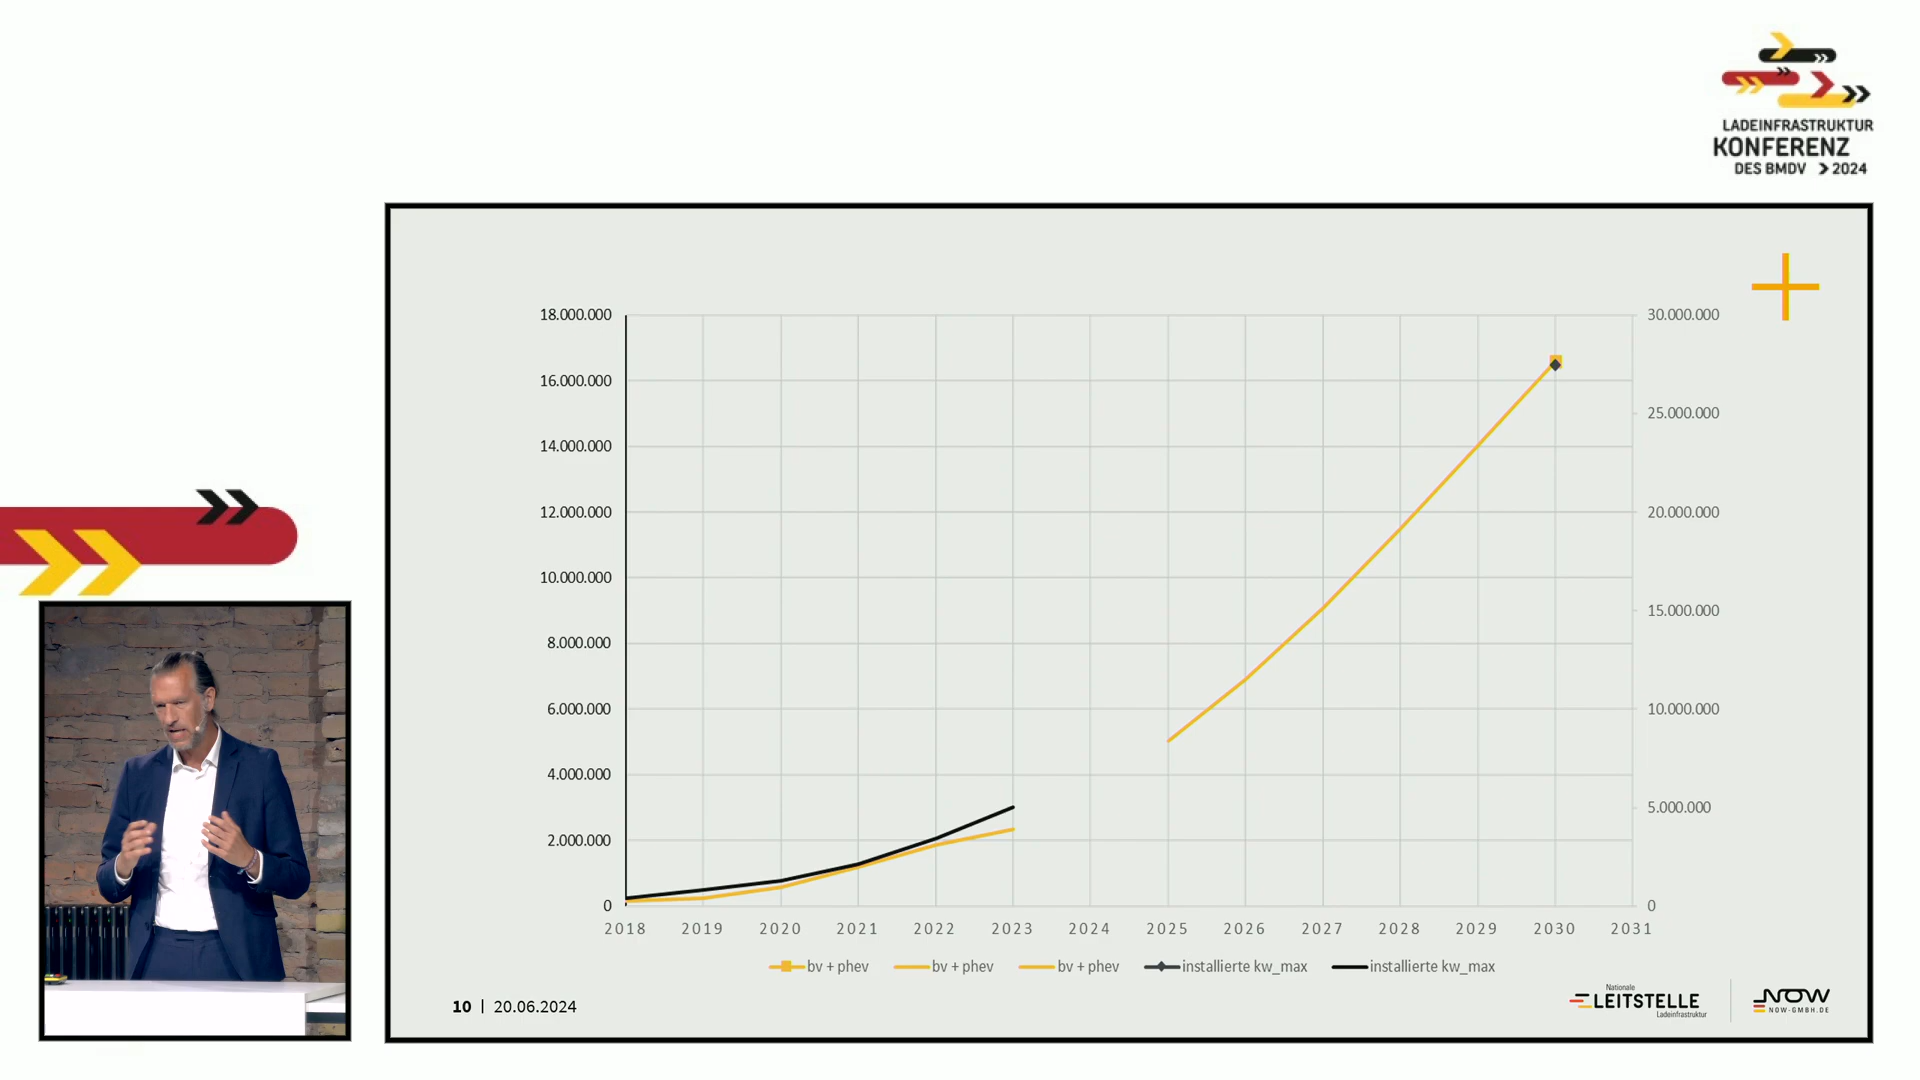 LADEINFRASTRUKTUR
KONFERENZ
DES BMDV 2024
18.000.000
16.000.000
14.000.000
12.000.000
10.000.000
8.000.000
6.000.000
4.000.000
2.000.000
0
30.000.000
25.000.000
20.000.000
15.000.000
10.000.000
5.000.000
0
2018 2019 2020 2021 2022 2023 2024 2025 2026 2027 2028 2029 2030 2031
bv + phev bv + phev bv + phev installierte kw_max installierte kw_max
10 | 20.06.2024
Nationale
LEITSTELLE
Ladeinfrastruktur
NOW
NOW-GMBH.DE